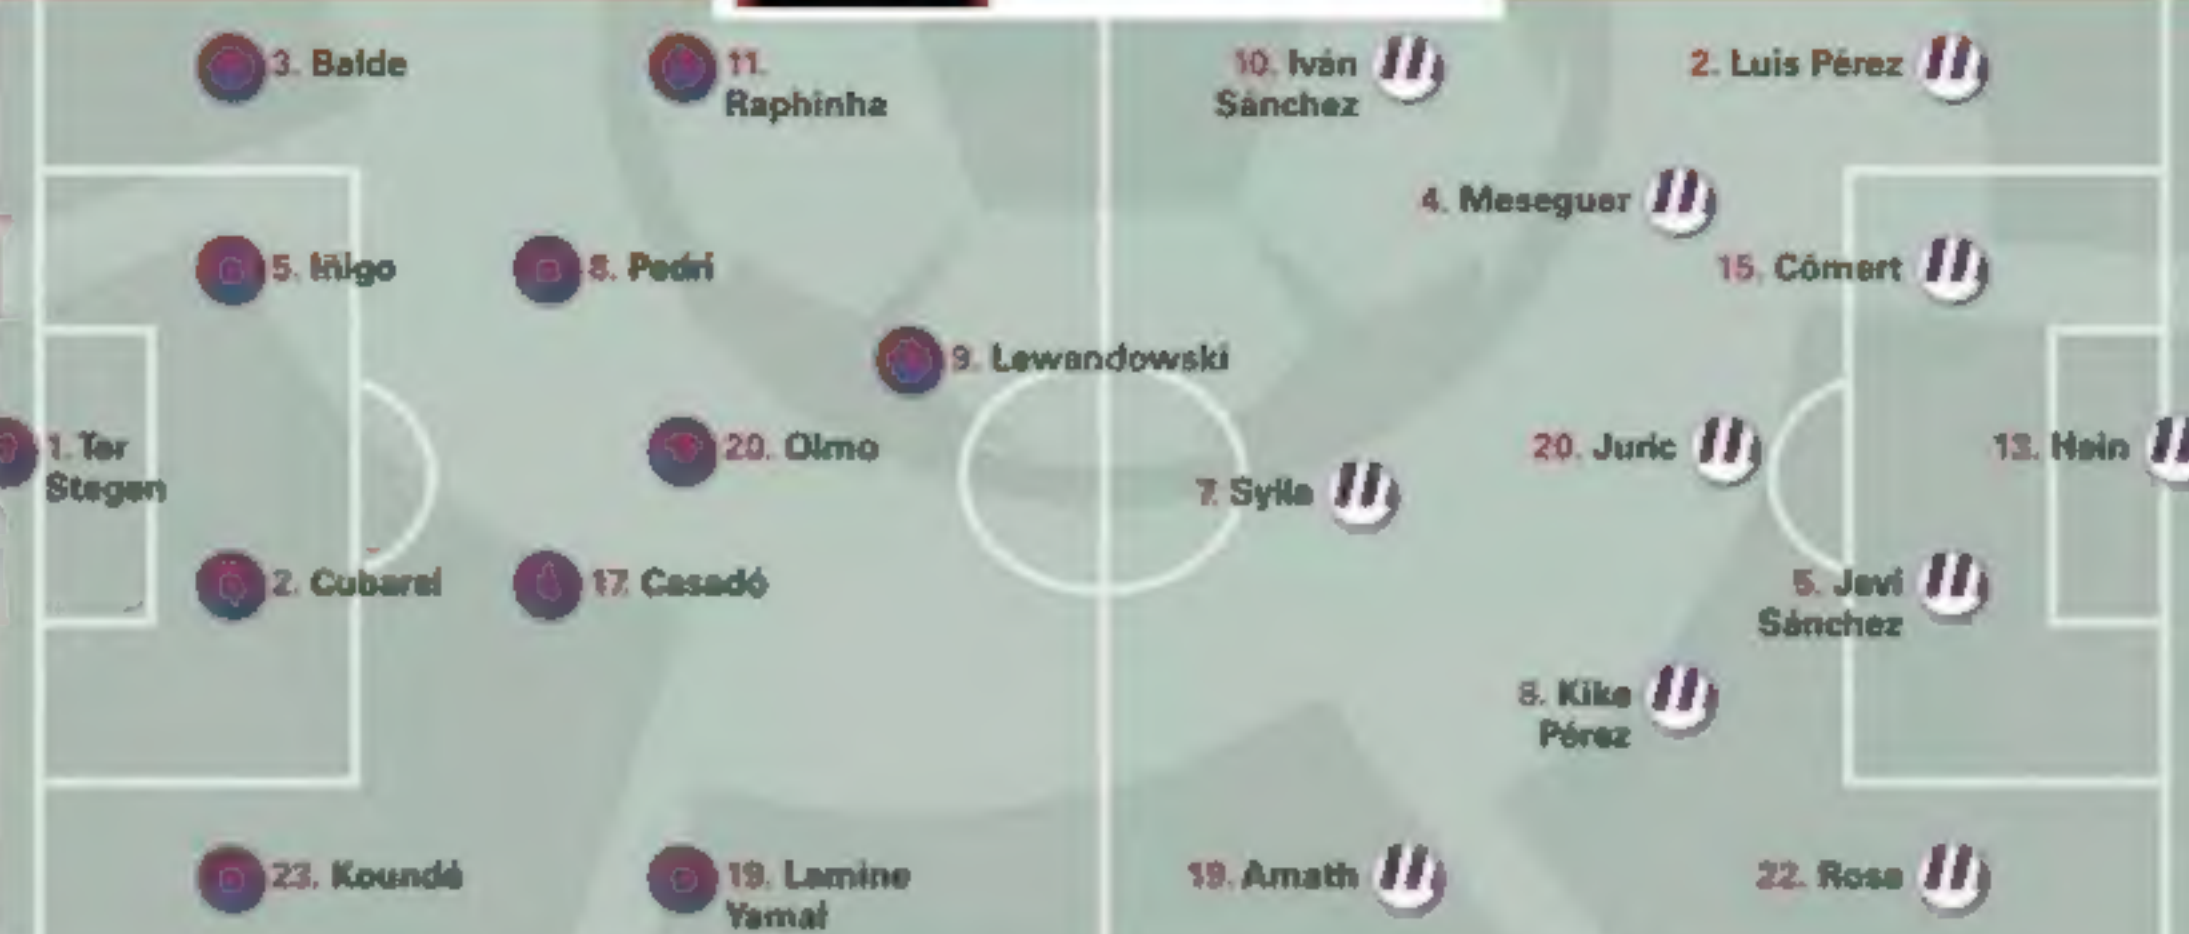 3. Balde
11.
Raphinha
10. Iván
Sánchez
2. Luis Pérez
4. Meseguer
5. Iñigo
8. Pedri
15. Cömert
9. Lewandowski
1. Ter
Stegen
20. Olmo
7. Sylla
20. Juric
13. Hein
2. Cubarsí
17. Casadó
5. Javi
Sánchez
8. Kike
Pérez
23. Koundé
19. Lamine
Yamal
19. Amath
22. Rosa